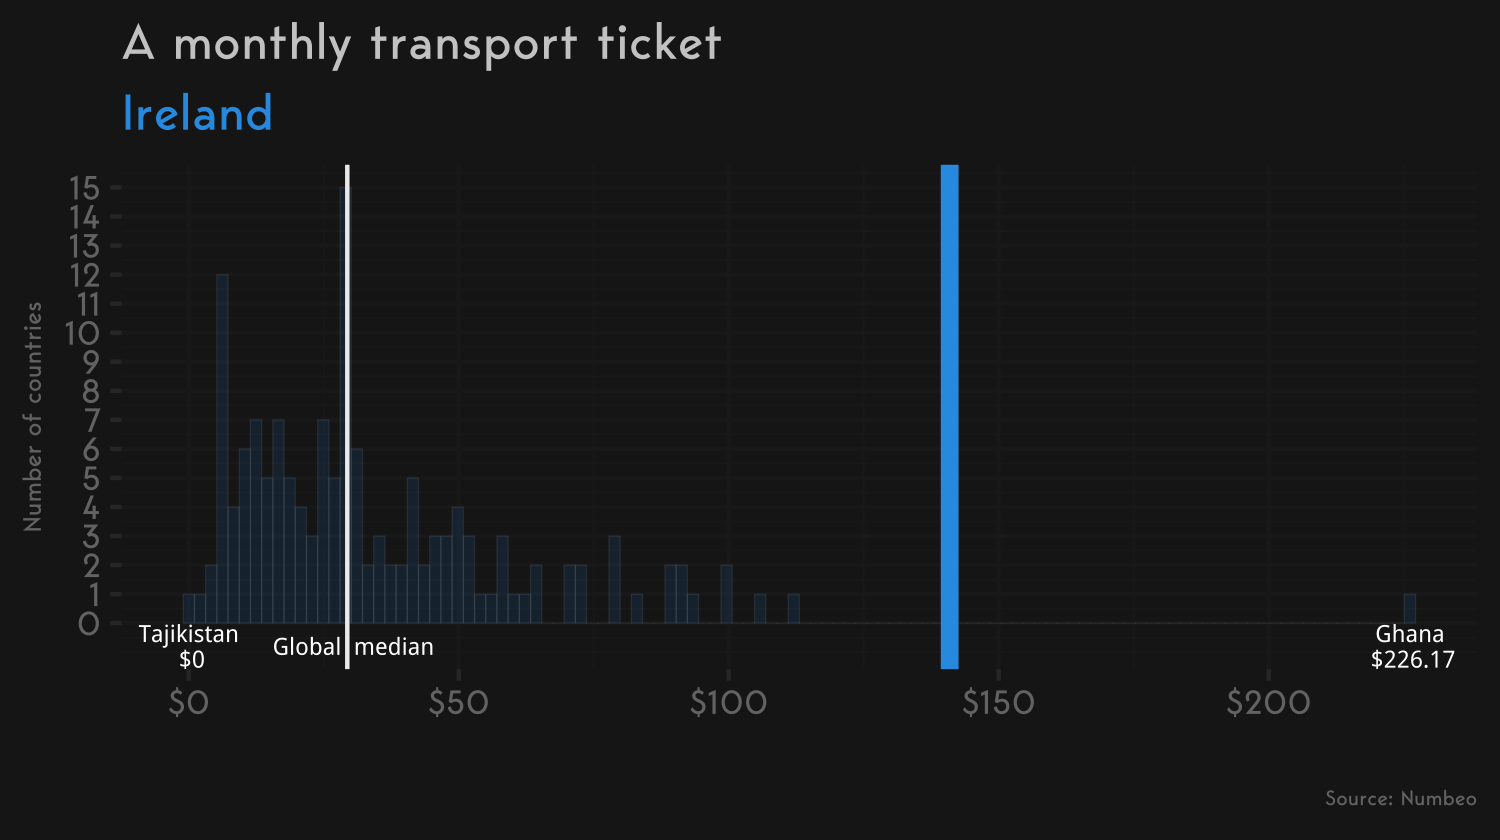 A monthly transport ticket
Ireland
Number of countries
15
14
13
12
11
10
9
8
7
6
5
4
3
2
1
0
Tajikistan
$0
Global median
Ghana
$226.17
$0 $50 $100 $150 $200
Source: Numbeo